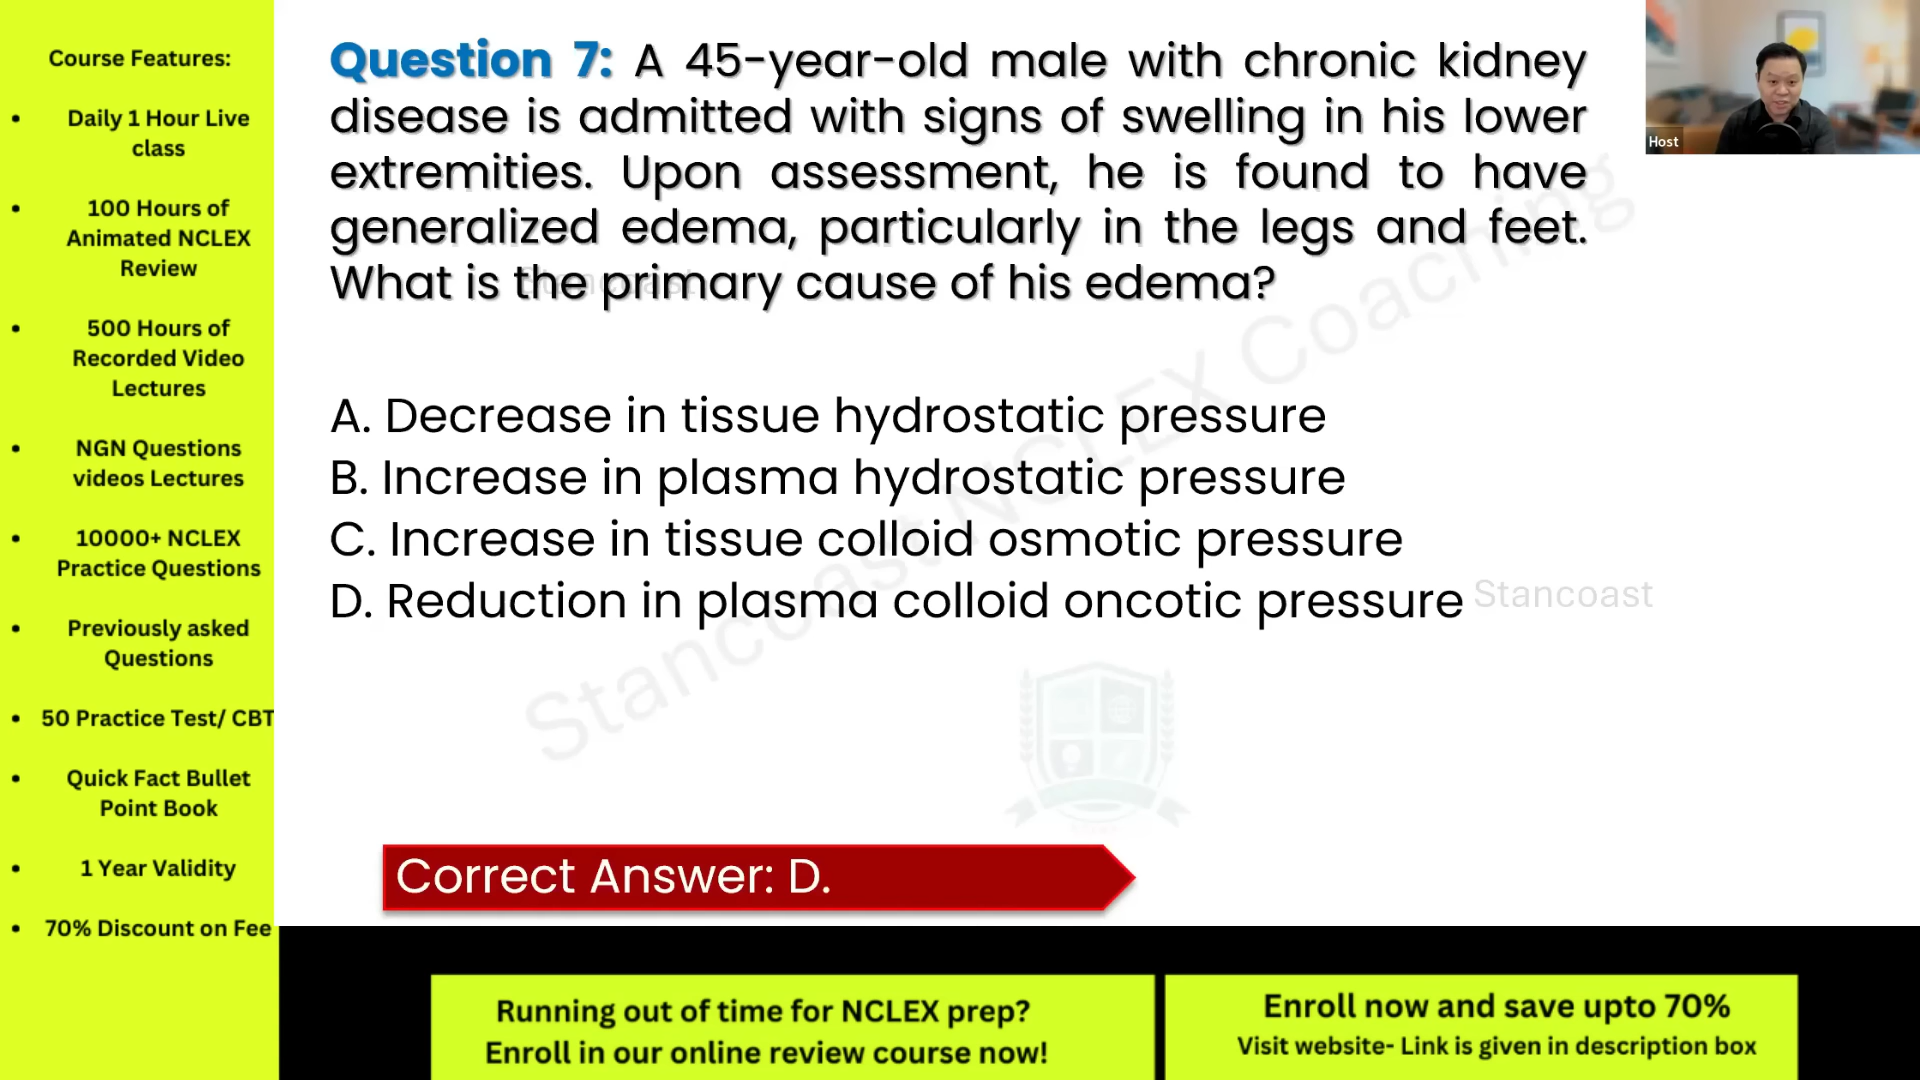 Course Features:
• Daily 1 Hour Live
class
• 100 Hours of
Animated NCLEX
Review
• 500 Hours of
Recorded Video
Lectures
• NGN Questions
videos Lectures
• 10000+ NCLEX
Practice Questions
• Previously asked
Questions
• 50 Practice Test/ CBT
• Quick Fact Bullet
Point Book
• 1 Year Validity
• 70% Discount on Fee
Question 7: A 45-year-old male with chronic kidney
disease is admitted with signs of swelling in his lower
extremities. Upon assessment, he is found to have
generalized edema, particularly in the legs and feet.
What is the primary cause of his edema?
Stancoast
A. Decrease in tissue hydrostatic pressure
B. Increase in plasma hydrostatic pressure
C. Increase in tissue colloid osmotic pressure
D. Reduction in plasma colloid oncotic pressure
Stancoast
Stancoast NCLEX Coaching
Correct Answer: D.
Host
Running out of time for NCLEX prep?
Enroll in our online review course now!
Enroll now and save upto 70%
Visit website- Link is given in description box